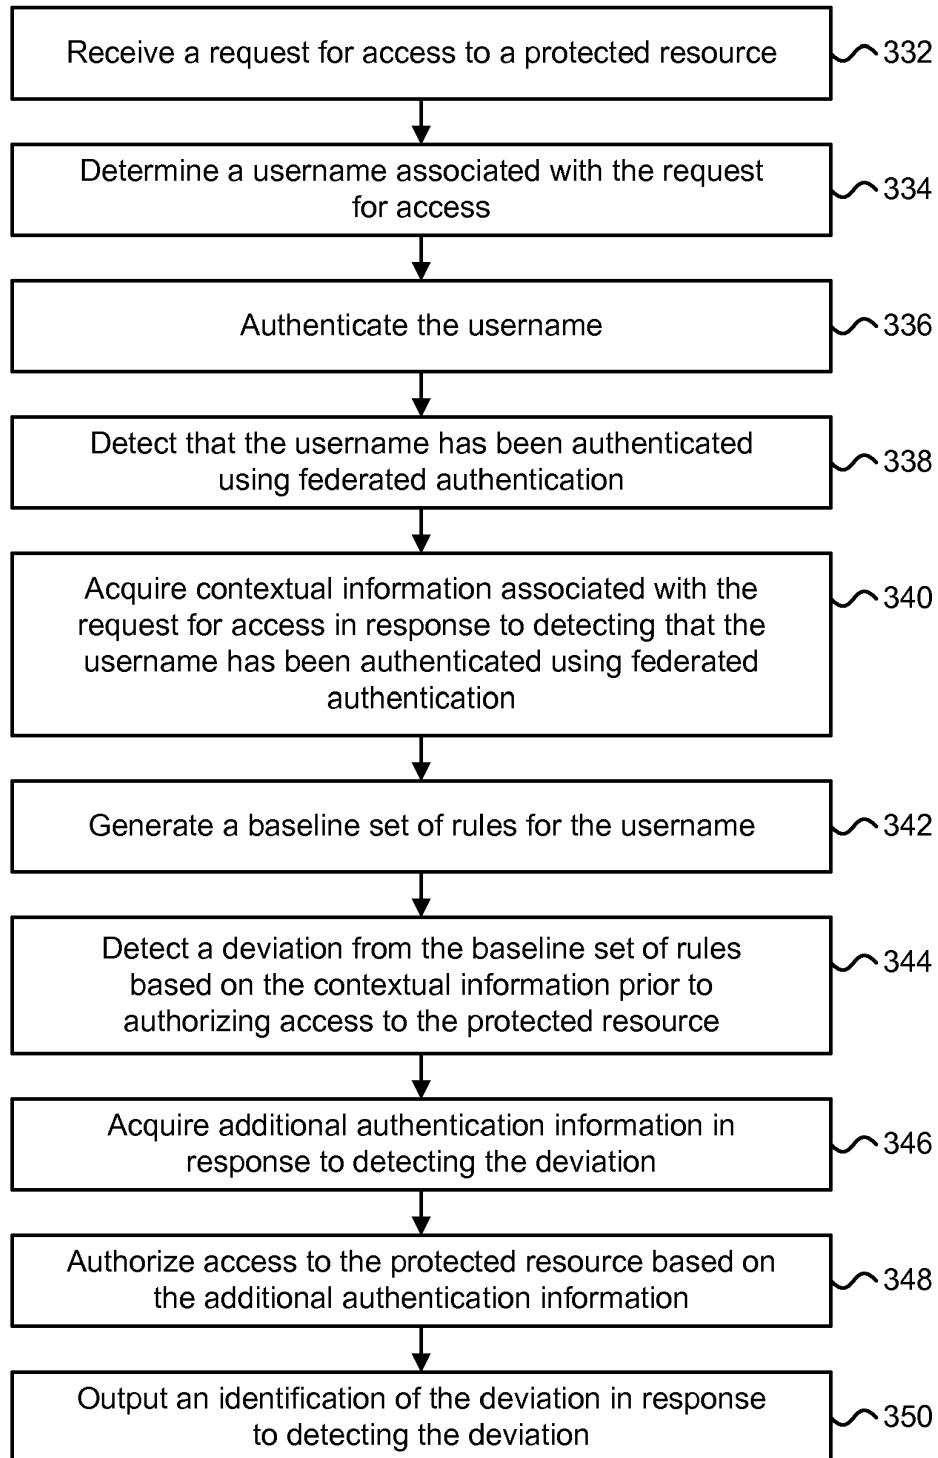 Receive a request for access to a protected resource
332
Determine a username associated with the request
for access
334
Authenticate the username
336
Detect that the username has been authenticated
using federated authentication
338
Acquire contextual information associated with the
request for access in response to detecting that the
username has been authenticated using federated
authentication
340
Generate a baseline set of rules for the username
342
Detect a deviation from the baseline set of rules
based on the contextual information prior to
authorizing access to the protected resource
344
Acquire additional authentication information in
response to detecting the deviation
346
Authorize access to the protected resource based on
the additional authentication information
348
Output an identification of the deviation in response
to detecting the deviation
350